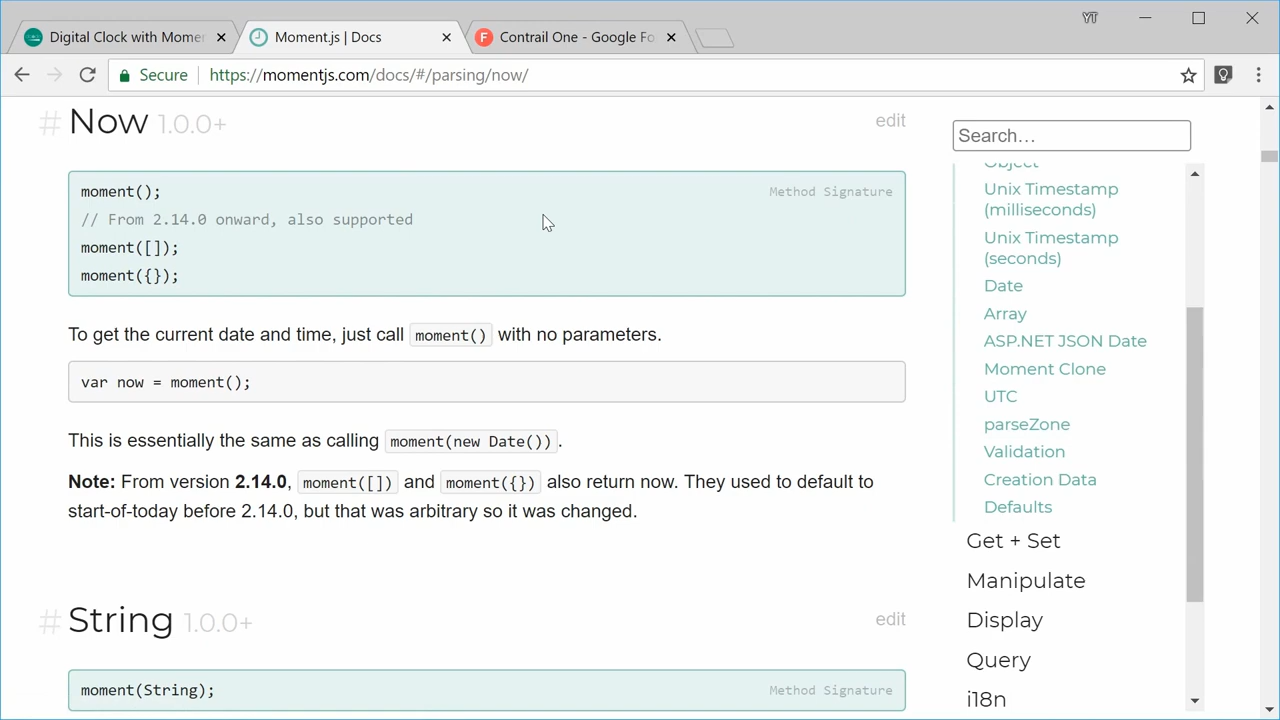 YT
Digital Clock with Momen
Moment.js | Docs
F
Contrail One - Google Fo
Secure
https://momentjs.com/docs/#/parsing/now/
# Now 1.0.0+
edit
moment();
Method Signature
// From 2.14.0 onward, also supported
moment([]);
moment({});
To get the current date and time, just call moment() with no parameters.
var now = moment();
This is essentially the same as calling moment(new Date()).
Note: From version 2.14.0, moment([]) and moment({}) also return now. They used to default to
start-of-today before 2.14.0, but that was arbitrary so it was changed.
# String 1.0.0+
edit
moment(String);
Method Signature
Search…
Object
Unix Timestamp
(milliseconds)
Unix Timestamp
(seconds)
Date
Array
ASP.NET JSON Date
Moment Clone
UTC
parseZone
Validation
Creation Data
Defaults
Get + Set
Manipulate
Display
Query
i18n